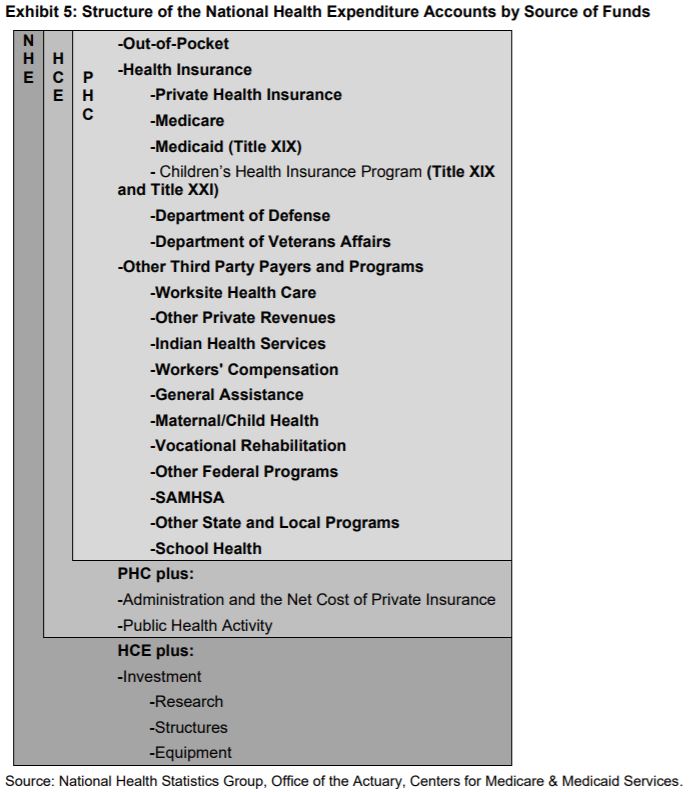 Exhibit 5: Structure of the National Health Expenditure Accounts by Source of Funds
NHE
HCE
PHC
-Out-of-Pocket
-Health Insurance
-Private Health Insurance
-Medicare
-Medicaid (Title XIX)
- Children's Health Insurance Program (Title XIX
and Title XXI)
-Department of Defense
-Department of Veterans Affairs
-Other Third Party Payers and Programs
-Worksite Health Care
-Other Private Revenues
-Indian Health Services
-Workers' Compensation
-General Assistance
-Maternal/Child Health
-Vocational Rehabilitation
-Other Federal Programs
-SAMHSA
-Other State and Local Programs
-School Health
PHC plus:
-Administration and the Net Cost of Private Insurance
-Public Health Activity
HCE plus:
-Investment
-Research
-Structures
-Equipment
Source: National Health Statistics Group, Office of the Actuary, Centers for Medicare & Medicaid Services.